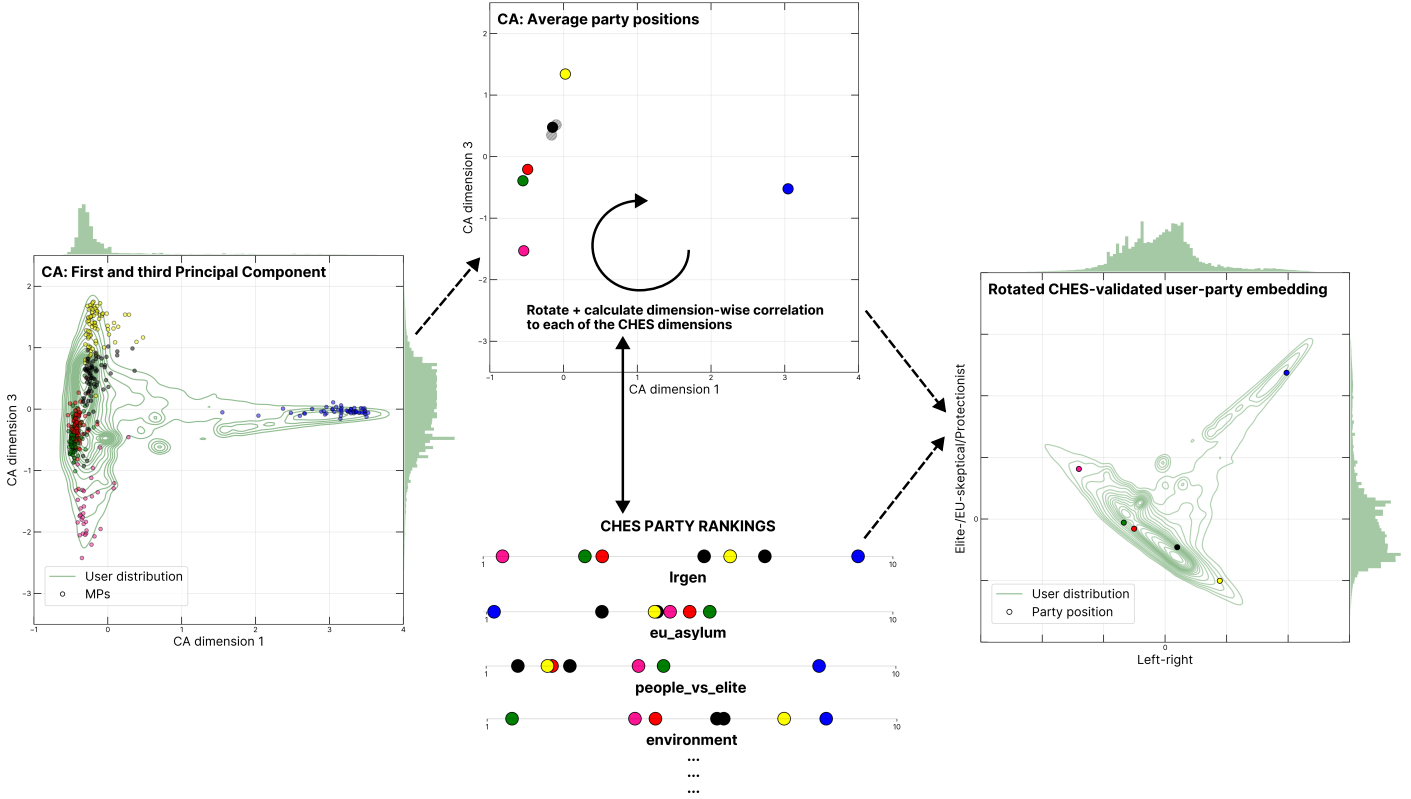 CA: Average party positions
2
1
0
−1
−2
−3
CA dimension 3
−1
0
1
2
3
4
CA dimension 1
Rotate + calculate dimension-wise correlation
to each of the CHES dimensions
CA: First and third Principal Component
2
1
0
−1
−2
−3
CA dimension 3
User distribution
MPs
−1
0
1
2
3
4
CA dimension 1
CHES PARTY RANKINGS
1
10
lrgen
1
10
eu_asylum
1
10
people_vs_elite
1
10
environment
...
...
...
Rotated CHES-validated user-party embedding
Elite-/EU-skeptical/Protectionist
0
User distribution
Party position
0
Left-right